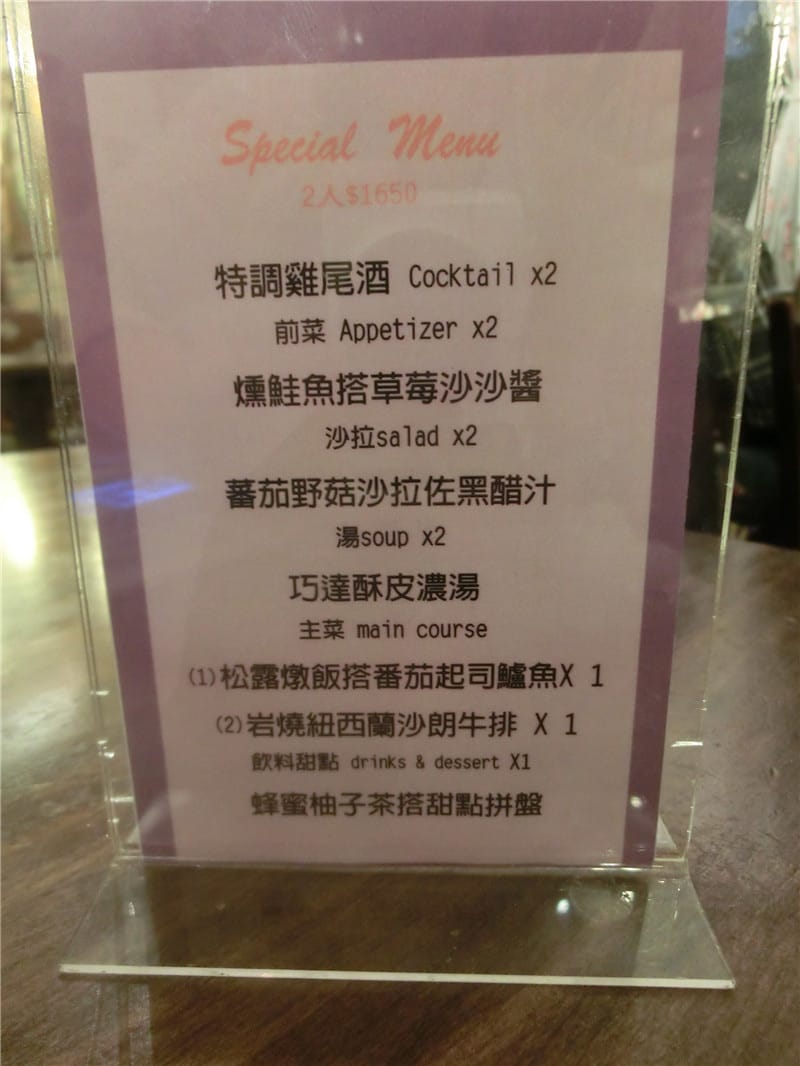 Special Menu
2人$1650
特調雞尾酒 Cocktail x2
前菜 Appetizer x2
燻鮭魚搭草莓沙沙醬
沙拉salad x2
蕃茄野菇沙拉佐黑醋汁
湯soup x2
巧達酥皮濃湯
主菜 main course
(1)松露燉飯搭番茄起司鱸魚X 1
(2)岩燒紐西蘭沙朗牛排 X 1
飲料甜點 drinks & dessert X1
蜂蜜柚子茶搭甜點拼盤